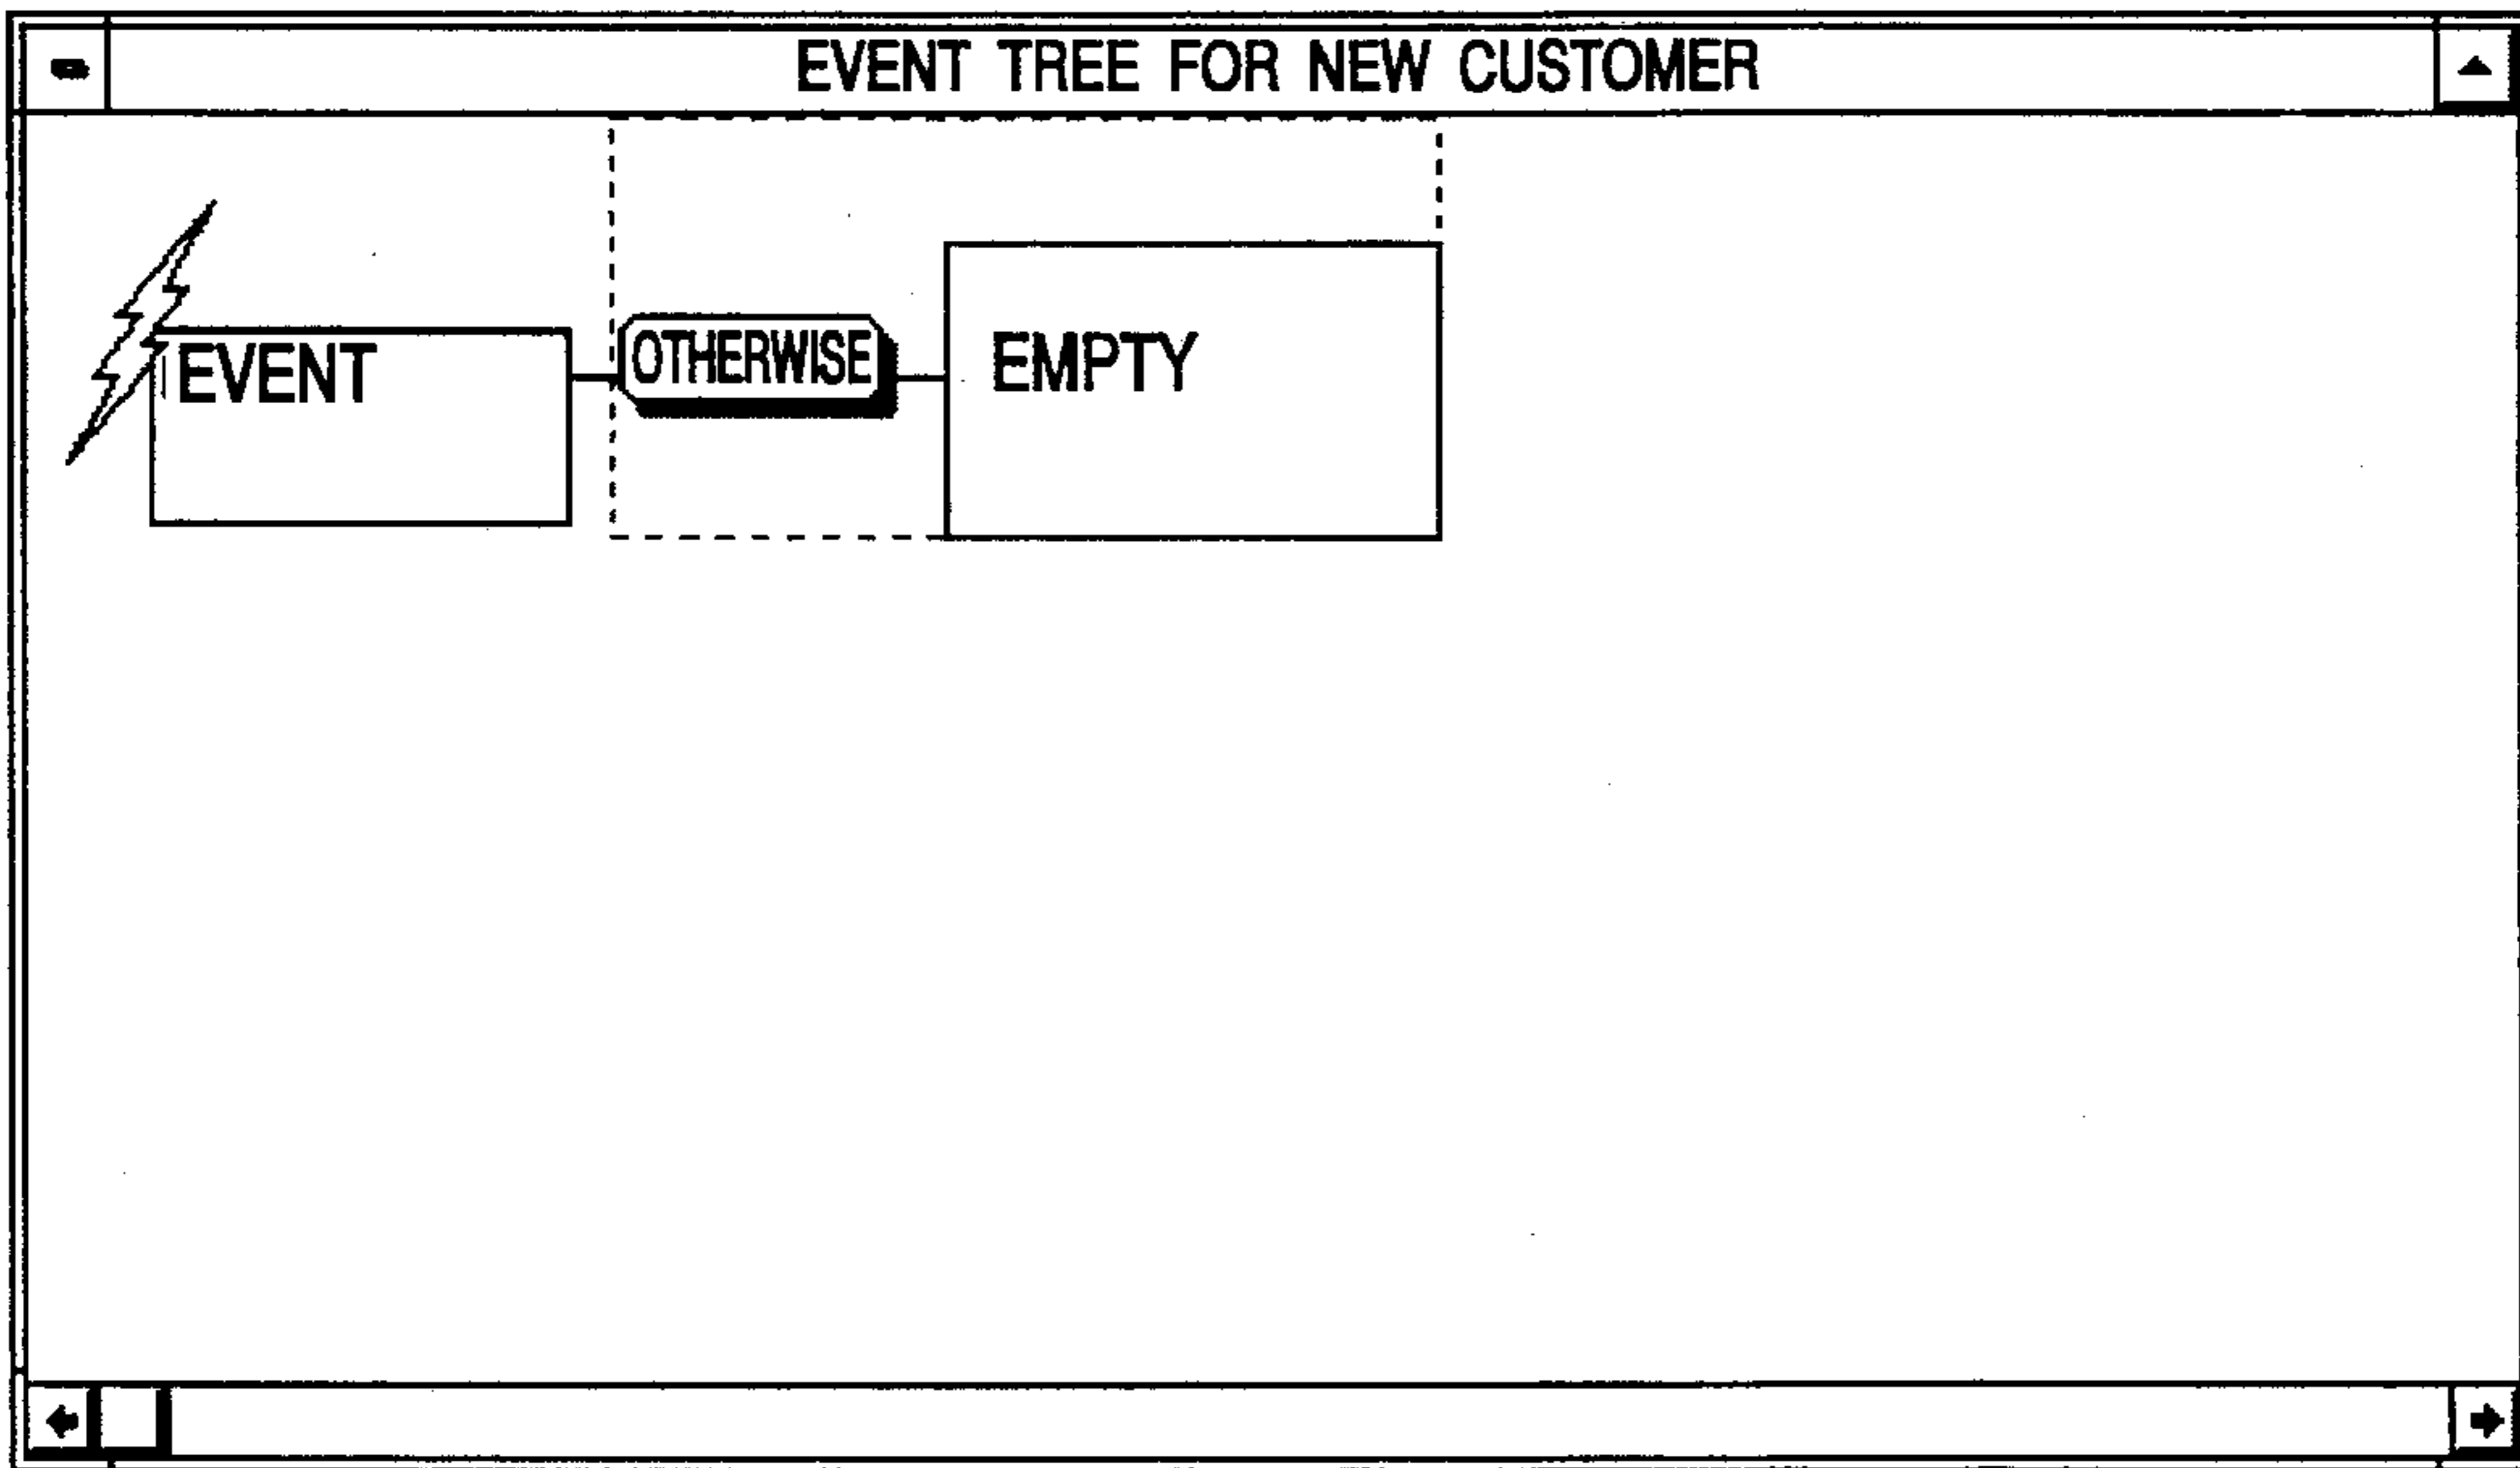 EVENT TREE FOR NEW CUSTOMER
EVENT
OTHERWISE
EMPTY